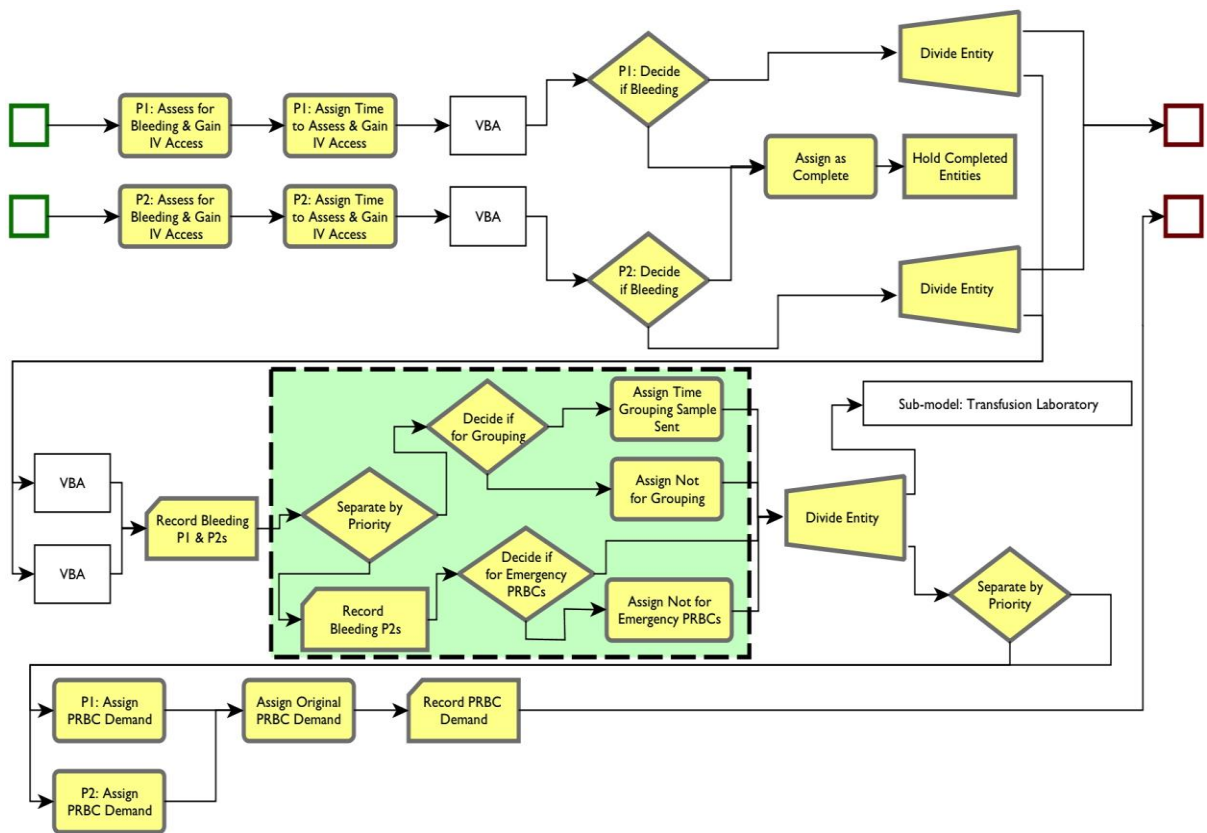 P1: Assess for
Bleeding & Gain
IV Access
P1: Assign Time
to Assess & Gain
IV Access
VBA
P1: Decide
if Bleeding
Divide Entity
Assign as
Complete
Hold Completed
Entities
P2: Assess for
Bleeding & Gain
IV Access
P2: Assign Time
to Assess & Gain
IV Access
VBA
P2: Decide
if Bleeding
Divide Entity
VBA
VBA
Record Bleeding
P1 & P2s
Separate by
Priority
Decide if
for Grouping
Assign Time
Grouping Sample
Sent
Assign Not
for Grouping
Record
Bleeding P2s
Decide if
for Emergency
PRBCs
Assign Not for
Emergency PRBCs
Divide Entity
Sub-model: Transfusion Laboratory
Separate by
Priority
P1: Assign
PRBC Demand
Assign Original
PRBC Demand
Record PRBC
Demand
P2: Assign
PRBC Demand